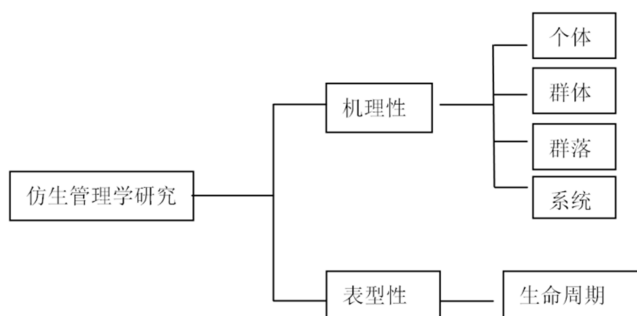 个体
群体
机理性
群落
仿生管理学研究
系统
表型性
生命周期